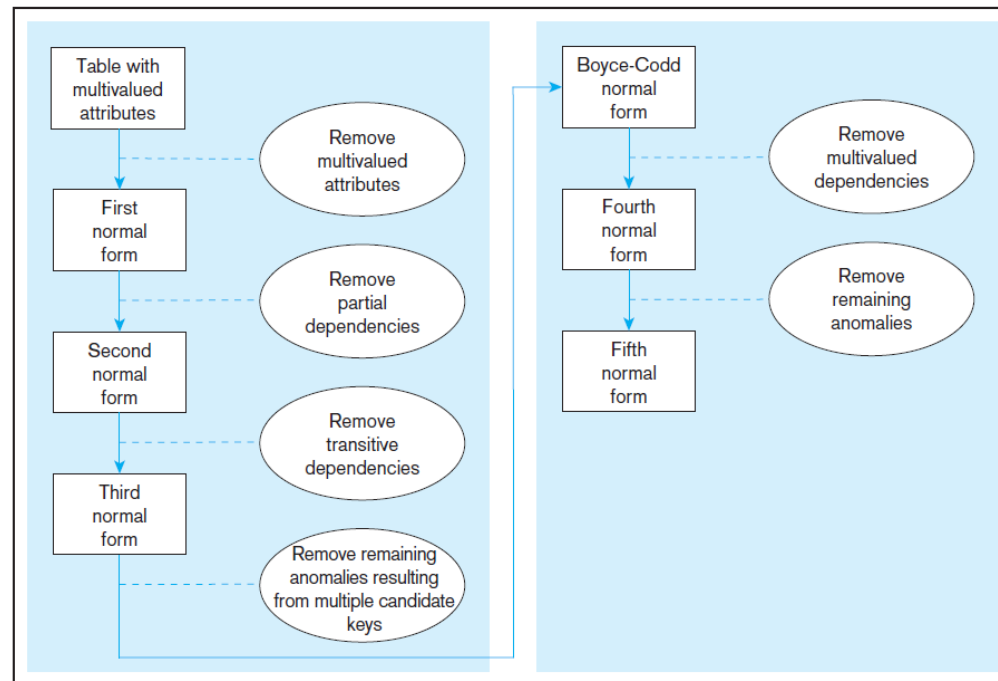 Table with
multivalued
attributes
Remove
multivalued
attributes
First
normal
form
Remove
partial
dependencies
Second
normal
form
Remove
transitive
dependencies
Third
normal
form
Remove remaining
anomalies resulting
from multiple candidate
keys
Boyce-Codd
normal
form
Remove
multivalued
dependencies
Fourth
normal
form
Remove
remaining
anomalies
Fifth
normal
form